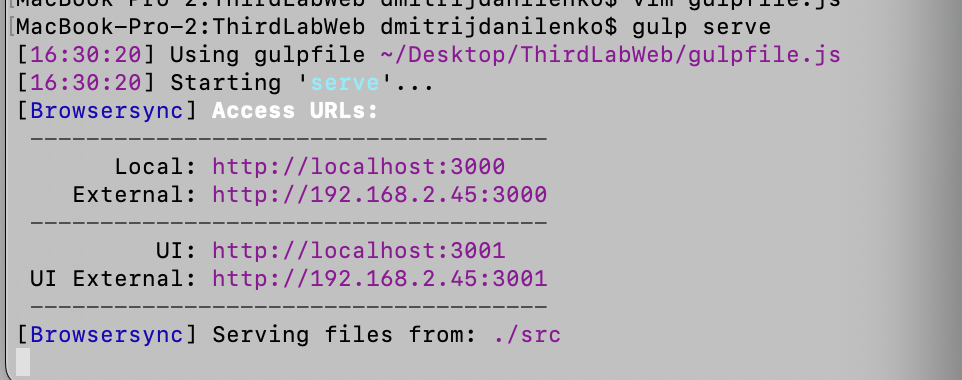 MacBook-Pro-2:ThirdLabWeb dmitrijdanilenko$ vim gulpfile.js
[MacBook-Pro-2:ThirdLabWeb dmitrijdanilenko$ gulp serve
[16:30:20] Using gulpfile ~/Desktop/ThirdLabWeb/gulpfile.js
[16:30:20] Starting 'serve'...
[Browsersync] Access URLs:
--------------------------------------
Local: http://localhost:3000
External: http://192.168.2.45:3000
--------------------------------------
UI: http://localhost:3001
UI External: http://192.168.2.45:3001
--------------------------------------
[Browsersync] Serving files from: ./src